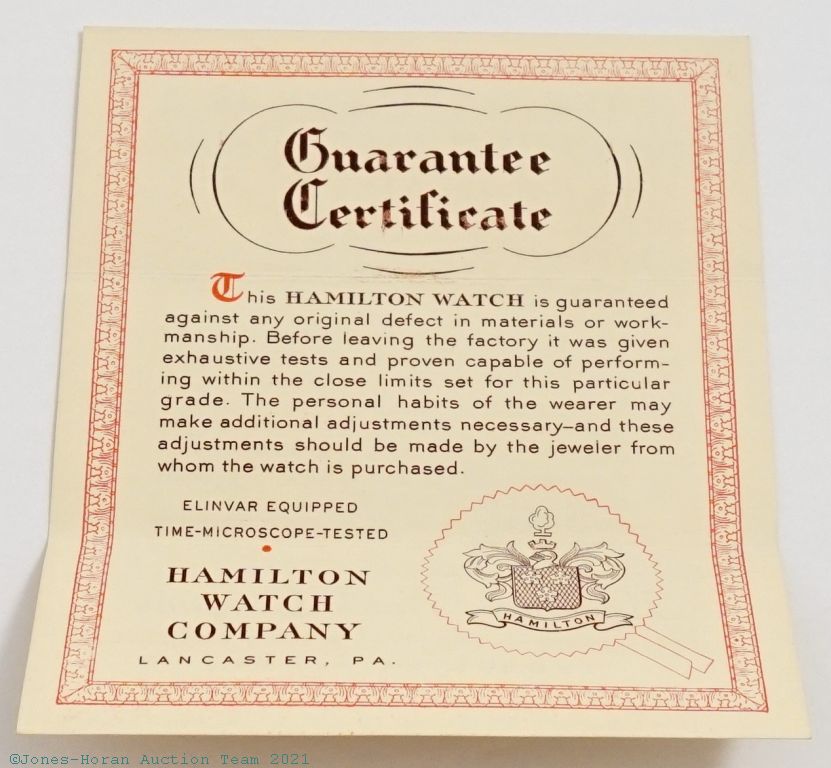 Guarantee
Certificate
This HAMILTON WATCH is guaranteed
against any original defect in materials or work-
manship. Before leaving the factory it was given
exhaustive tests and proven capable of perform-
ing within the close limits set for this particular
grade. The personal habits of the wearer may
make additional adjustments necessary—and these
adjustments should be made by the jeweler from
whom the watch is purchased.
ELINVAR EQUIPPED
TIME-MICROSCOPE-TESTED
HAMILTON
WATCH
COMPANY
LANCASTER, PA.
HAMILTON
©Jones-Horan Auction Team 2021